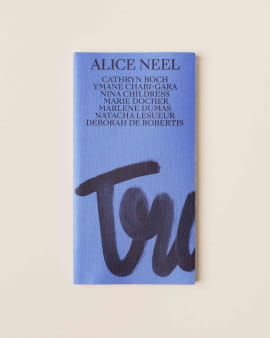 ALICE NEEL
CATHRYN BOCH
YMANE CHABI-GARA
NINA CHILDRESS
MARIE DOCHER
MARLENE DUMAS
NATACHA LESUEUR
DEBORAH DE ROBERTIS